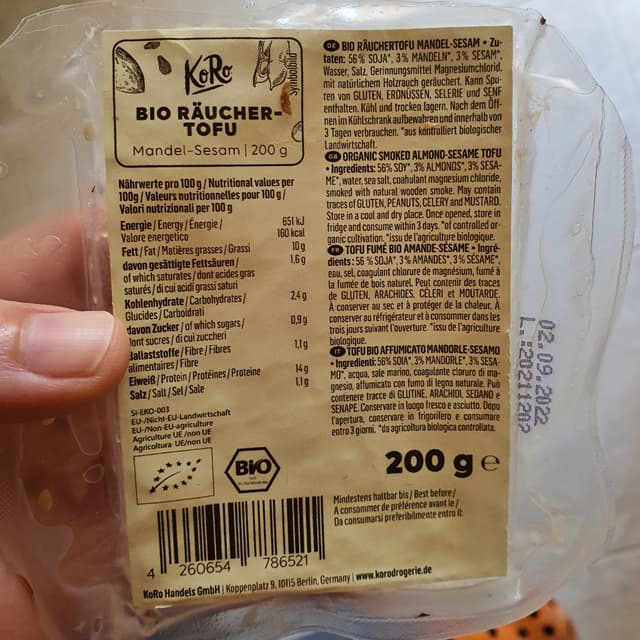 KoRo
Symbolbild
BIO RÄUCHER-
TOFU
Mandel-Sesam | 200 g
Nährwerte pro 100 g / Nutritional values per
100g / Valeurs nutritionnelles pour 100 g /
Valori nutrizionali per 100 g
Energie / Energy / Énergie / 651 kJ
Valore energetico 160 kcal
Fett / Fat / Matières grasses / Grassi 10 g
davon gesättigte Fettsäuren / 1,6 g
of which saturates / dont acides gras
saturés / di cui acidi grassi saturi
Kohlenhydrate / Carbohydrates / 2,4 g
Glucides / Carboidrati
davon Zucker / of which sugars / 0,9 g
dont sucres / di cui zuccheri
Ballaststoffe / Fibre / Fibres 1,1 g
alimentaires / Fibre
Eiweiß / Protein / Protéines / Proteine 14 g
Salz / Salt / Sel / Sale 1,1 g
SI-EKO-003
EU-/Nicht-EU-Landwirtschaft
EU-/Non-EU-agriculture
Agriculture UE /non UE
Agricoltura UE/non UE
Bio
4 260654 786521
KoRo Handels GmbH | Koppenplatz 9, 10115 Berlin, Germany | www.korodrogerie.de
DE BIO RÄUCHERTOFU MANDEL-SESAM • Zu-
taten: 56 % SOJA*, 3% MANDELN*, 3% SESAM*,
Wasser, Salz, Gerinnungsmittel Magnesiumchlorid,
mit natürlichem Holzrauch geräuchert. Kann Spu-
ren von GLUTEN, ERDNÜSSEN, SELERIE und SENF
enthalten. Kühl und trocken lagern. Nach dem Öff-
nen im Kühlschrank aufbewahren und innerhalb von
3 Tagen verbrauchen. *aus kontrolliert biologischer
Landwirtschaft.
GB ORGANIC SMOKED ALMOND-SESAME TOFU
• Ingredients: 56% SOY*, 3% ALMONDS*, 3% SESA-
ME*, water, sea salt, coahulant magnesium chloride,
smoked with natural wooden smoke. May contain
traces of GLUTEN, PEANUTS, CELERY and MUSTARD.
Store in a cool and dry place. Once opened, store in
fridge and consume within 3 days. *of controlled or-
ganic cultivation. *issu de l'agriculture biologique.
FR TOFU FUMÉ BIO AMANDE-SÉSAME • Ingré-
dients: 56 % SOJA*, 3% AMANDES*, 3% SÉSAME*,
eau, sel, coagulant chlorure de magnésium, fumé à
la fumée de bois naturel. Peut contenir des traces
de GLUTEN, ARACHIDES, CÉLERI et MOUTARDE.
À conserver au sec et à protéger de la chaleur. À
conserver au réfrigérateur et à consommer dans les
trois jours suivant l'ouverture. *issu de l'agriculture
biologique.
IT TOFU BIO AFFUMICATO MANDORLE-SESAMO
• Ingredienti: 56% SOIA*, 3% MANDORLE*, 3% SESA-
MO*, acqua, sale marino, coagulante cloruro di ma-
gnesio, affumicato con fumo di legna naturale. Può
contenere tracce di GLUTINE, ARACHIDI, SEDANO e
SENAPE. Conservare in luogo fresco e asciutto. Dopo
l'apertura, conservare in frigorifero e consumare
entro 3 giorni. *da agricoltura biologica controllata.
200 g e
Mindestens haltbar bis / Best before /
A consommer de préférence avant le /
Da consumarsi preferibilmente entro il:
02.09.2022
L.:20211202